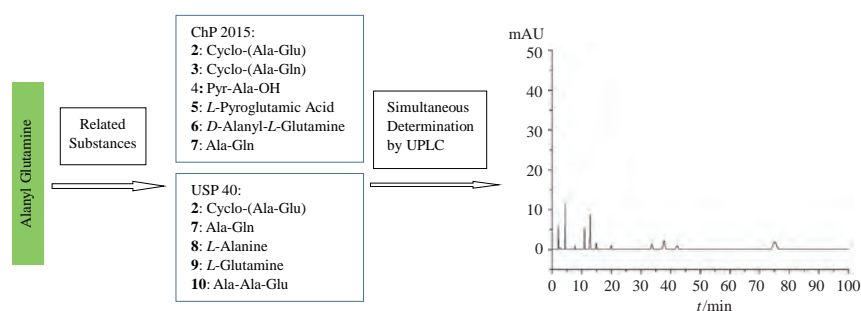 Alanyl Glutamine
Related
Substances
ChP 2015:
2: Cyclo-(Ala-Glu)
3: Cyclo-(Ala-Gln)
4: Pyr-Ala-OH
5: L-Pyroglutamic Acid
6: D-Alanyl-L-Glutamine
7: Ala-Gln
USP 40:
2: Cyclo-(Ala-Glu)
7: Ala-Gln
8: L-Alanine
9: L-Glutamine
10: Ala-Ala-Glu
Simultaneous
Determination
by UPLC
mAU
50
40
30
20
10
0
0 10 20 30 40 50 60 70 80 90 100
t/min